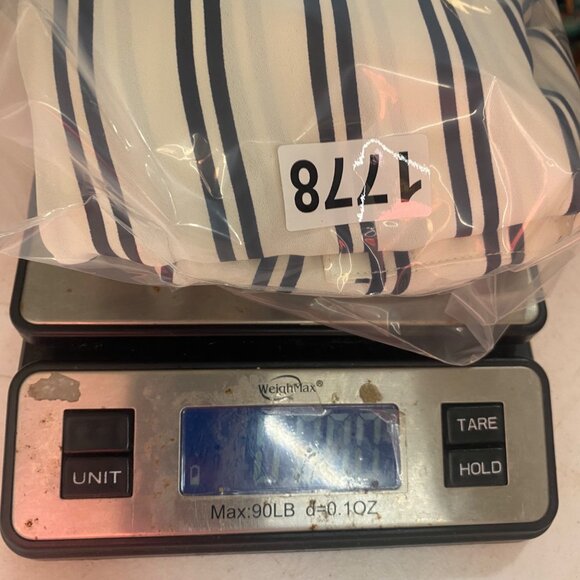 1778
WeighMax®
UNIT
TARE
HOLD
Max:90LB d=0.1OZ